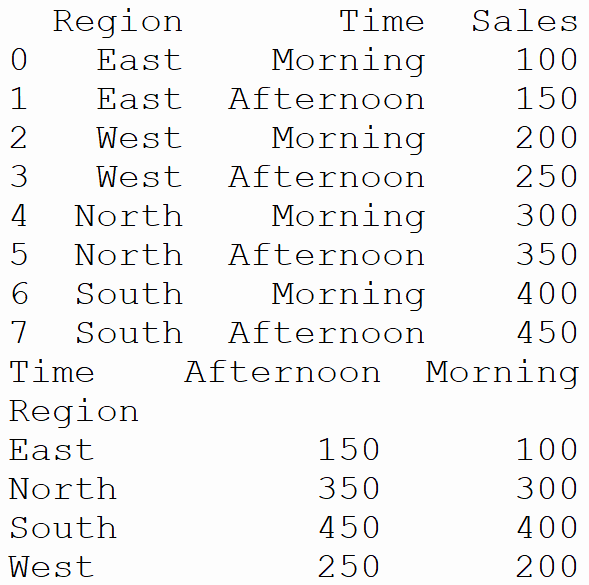 Region       Time  Sales
0   East    Morning    100
1   East  Afternoon    150
2   West    Morning    200
3   West  Afternoon    250
4  North    Morning    300
5  North  Afternoon    350
6  South    Morning    400
7  South  Afternoon    450
Time    Afternoon  Morning
Region
East          150      100
North         350      300
South         450      400
West          250      200